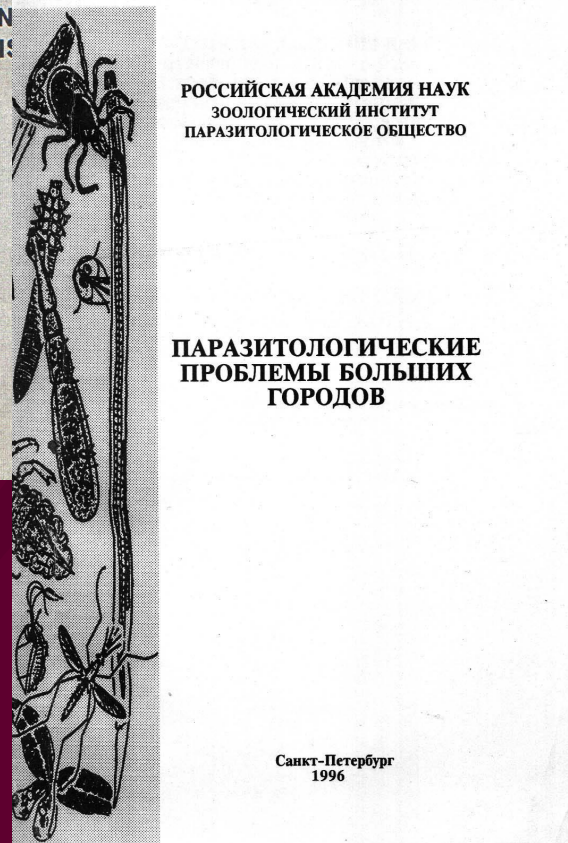 РОССИЙСКАЯ АКАДЕМИЯ НАУК
ЗООЛОГИЧЕСКИЙ ИНСТИТУТ
ПАРАЗИТОЛОГИЧЕСКОЕ ОБЩЕСТВО
ПАРАЗИТОЛОГИЧЕСКИЕ
ПРОБЛЕМЫ БОЛЬШИХ
ГОРОДОВ
Санкт-Петербург
1996